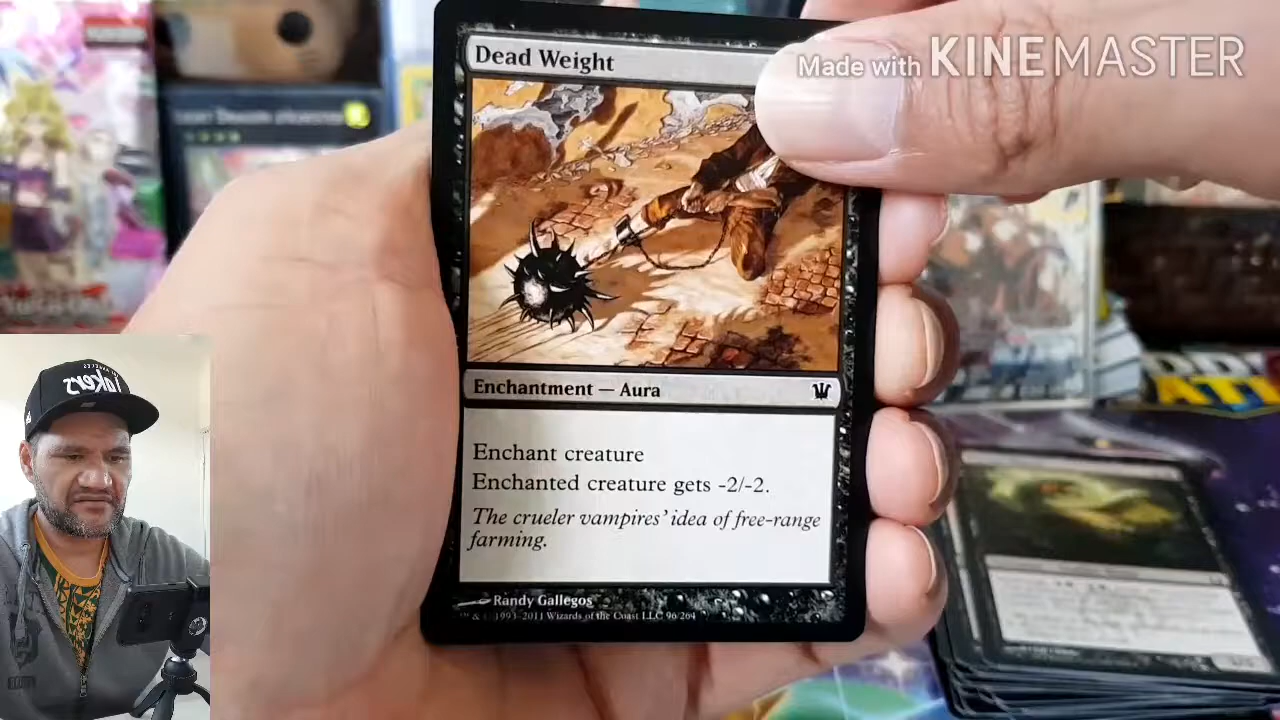 Dead Weight
Made with KINEMASTER
Enchantment — Aura
Enchant creature
Enchanted creature gets -2/-2.
The crueler vampires' idea of free-range
farming.
Randy Gallegos
™ & © 1993-2011 Wizards of the Coast LLC 96/264
Lakers